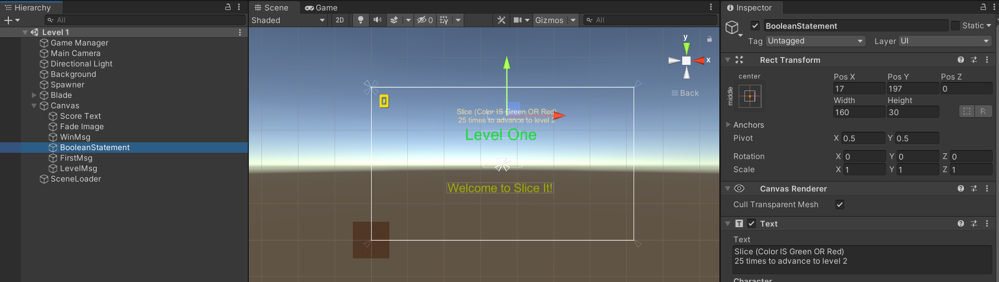 Hierarchy
All
Level 1
Game Manager
Main Camera
Directional Light
Background
Spawner
Blade
Canvas
Score Text
Fade Image
WinMsg
BooleanStatement
FirstMsg
LevelMsg
SceneLoader
Scene Game
Shaded 2D 0 Gizmos All
y
x
Back
0
Slice (Color IS Green OR Red)
25 times to advance to level 2
Level One
Welcome to Slice It!
Inspector
BooleanStatement Static
Tag Untagged Layer UI
Rect Transform
center
middle
Pos X Pos Y Pos Z
17 197 0
Width Height
160 30
R
Anchors
Pivot X 0.5 Y 0.5
Rotation X 0 Y 0 Z 0
Scale X 1 Y 1 Z 1
Canvas Renderer
Cull Transparent Mesh
T Text
Text
Slice (Color IS Green OR Red)
25 times to advance to level 2
Character